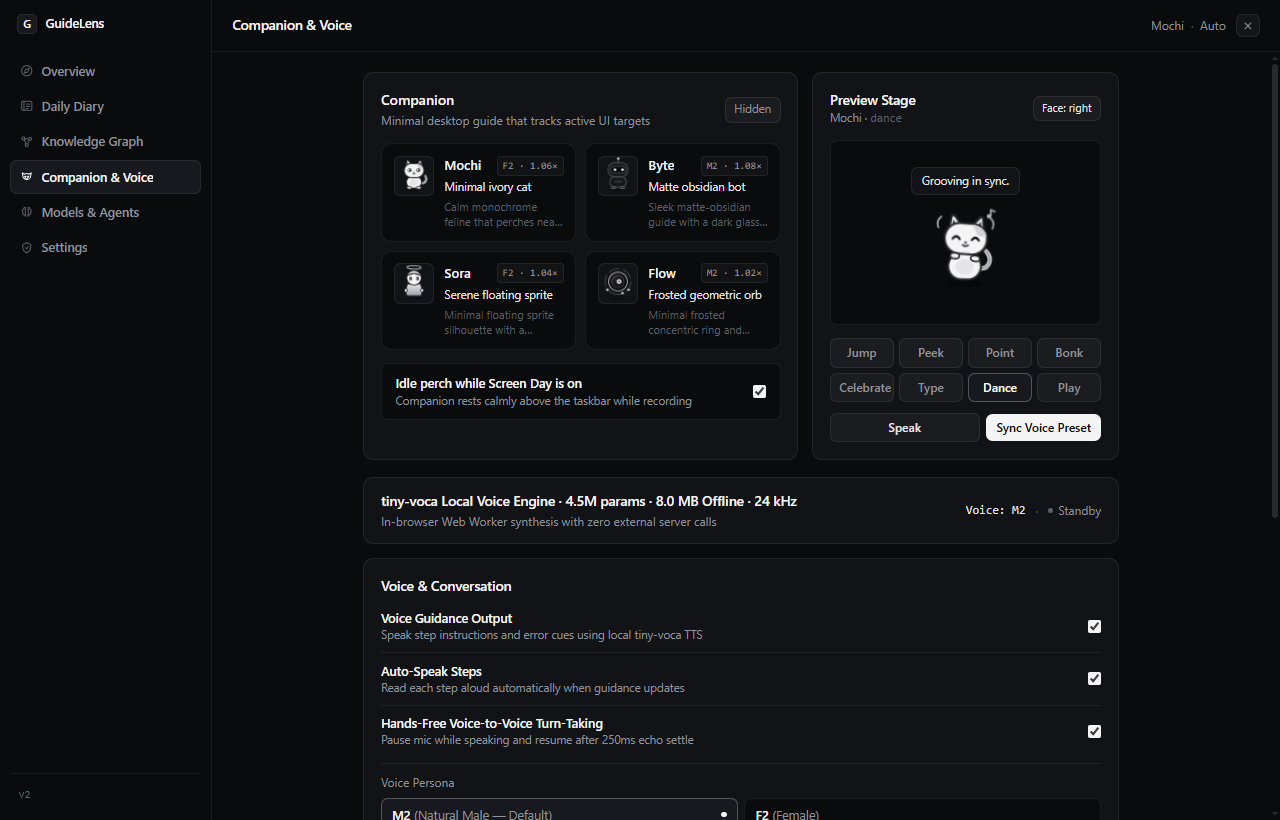 G GuideLens
Overview
Daily Diary
Knowledge Graph
Companion & Voice
Models & Agents
Settings
v2
Companion & Voice
Mochi · Auto ×
Companion
Minimal desktop guide that tracks active UI targets
Hidden
Mochi F2 · 1.06×
Minimal ivory cat
Calm monochrome
feline that perches nea...
Byte M2 · 1.08×
Matte obsidian bot
Sleek matte-obsidian
guide with a dark glass...
Sora F2 · 1.04×
Serene floating sprite
Minimal floating sprite
silhouette with a...
Flow M2 · 1.02×
Frosted geometric orb
Minimal frosted
concentric ring and...
Idle perch while Screen Day is on
Companion rests calmly above the taskbar while recording
Preview Stage
Mochi · dance
Face: right
Grooving in sync.
Jump Peek Point Bonk
Celebrate Type Dance Play
Speak Sync Voice Preset
tiny-voca Local Voice Engine · 4.5M params · 8.0 MB Offline · 24 kHz
In-browser Web Worker synthesis with zero external server calls
Voice: M2 · Standby
Voice & Conversation
Voice Guidance Output
Speak step instructions and error cues using local tiny-voca TTS
Auto-Speak Steps
Read each step aloud automatically when guidance updates
Hands-Free Voice-to-Voice Turn-Taking
Pause mic while speaking and resume after 250ms echo settle
Voice Persona
M2 (Natural Male — Default)
F2 (Female)